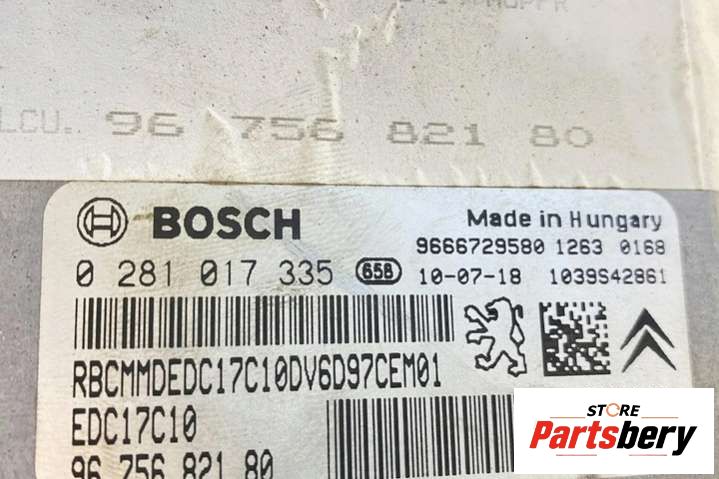 LCU. 96 756 821 80
BOSCH
Made in Hungary
9666729580 1263 0168
0 281 017 335 658 10-07-18 1039S42861
RBCMMDEDC17C10DV6D97CEM01
EDC17C10
96 756 821 80
STORE
Partsbery